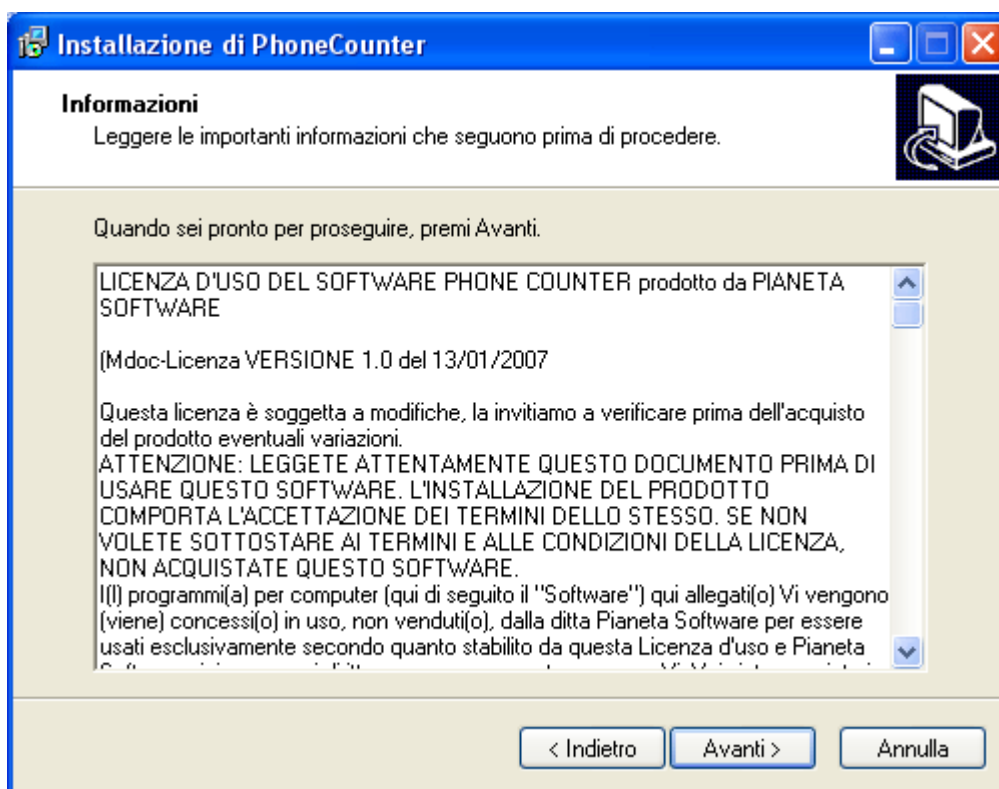 Installazione di PhoneCounter
Informazioni
Leggere le importanti informazioni che seguono prima di procedere.
Quando sei pronto per proseguire, premi Avanti.
LICENZA D'USO DEL SOFTWARE PHONE COUNTER prodotto da PIANETA
SOFTWARE
(Mdoc-Licenza VERSIONE 1.0 del 13/01/2007
Questa licenza è soggetta a modifiche, la invitiamo a verificare prima dell'acquisto
del prodotto eventuali variazioni.
ATTENZIONE: LEGGETE ATTENTAMENTE QUESTO DOCUMENTO PRIMA DI
USARE QUESTO SOFTWARE. L'INSTALLAZIONE DEL PRODOTTO
COMPORTA L'ACCETTAZIONE DEI TERMINI DELLO STESSO. SE NON
VOLETE SOTTOSTARE AI TERMINI E ALLE CONDIZIONI DELLA LICENZA,
NON ACQUISTATE QUESTO SOFTWARE.
I(l) programmi(a) per computer (qui di seguito il "Software") qui allegati(o) Vi vengono
(viene) concessi(o) in uso, non venduti(o), dalla ditta Pianeta Software per essere
usati esclusivamente secondo quanto stabilito da questa Licenza d'uso e Pianeta
< Indietro
Avanti >
Annulla